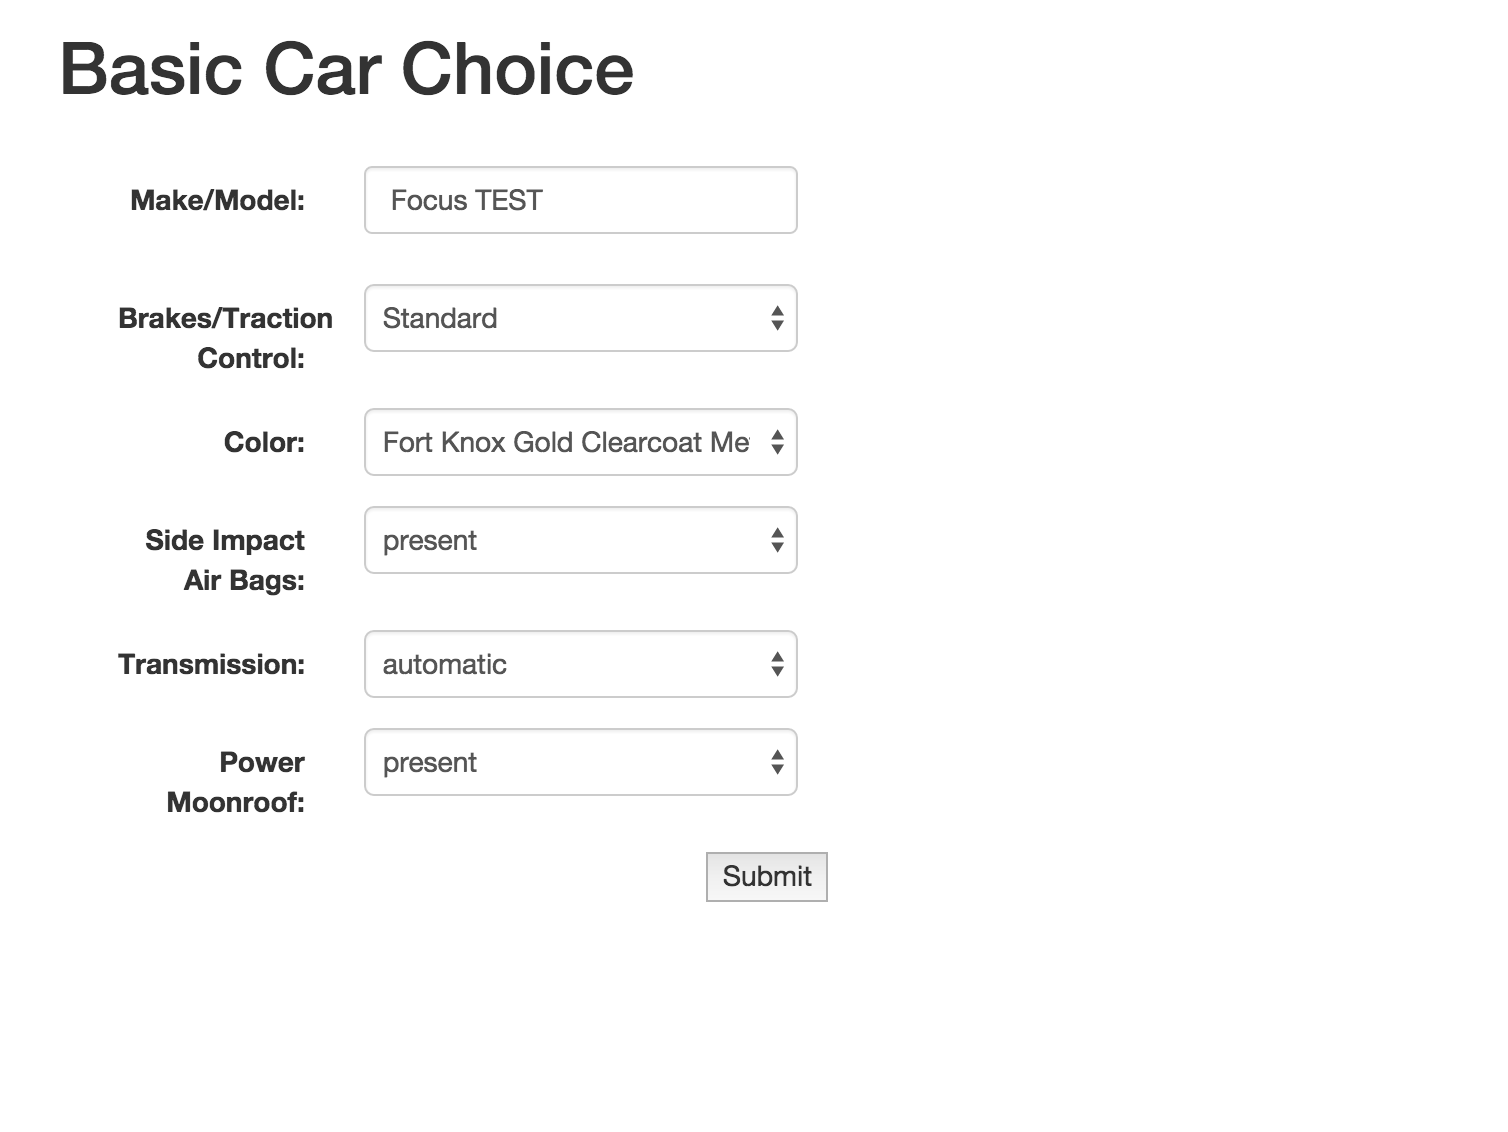 Basic Car Choice
Make/Model: Focus TEST
Brakes/Traction Standard
Control:
Color: Fort Knox Gold Clearcoat Me
Side Impact present
Air Bags:
Transmission: automatic
Power present
Moonroof:
Submit